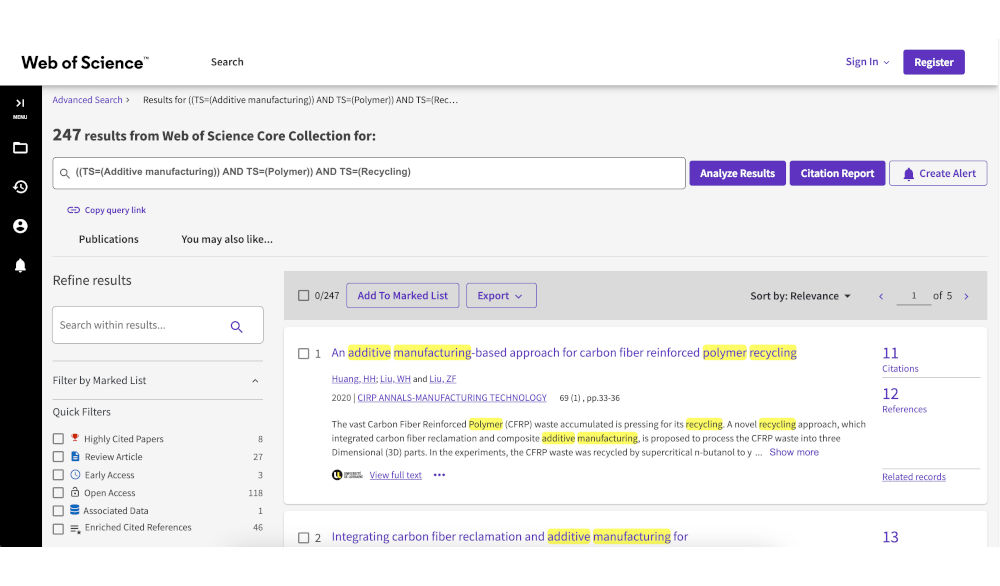 Web of Science™
Search
Sign In
Register
MENU
Advanced Search >
Results for ((TS=(Additive manufacturing)) AND TS=(Polymer)) AND TS=(Rec...
247 results from Web of Science Core Collection for:
((TS=(Additive manufacturing)) AND TS=(Polymer)) AND TS=(Recycling)
Analyze Results
Citation Report
Create Alert
Copy query link
Publications
You may also like...
Refine results
Search within results...
Filter by Marked List
Quick Filters
Highly Cited Papers 8
Review Article 27
Early Access 3
Open Access 118
Associated Data 1
Enriched Cited References 46
0/247
Add To Marked List
Export
Sort by: Relevance
1 of 5
1 An additive manufacturing-based approach for carbon fiber reinforced polymer recycling
Huang, HH; Liu, WH and Liu, ZF
2020 | CIRP ANNALS-MANUFACTURING TECHNOLOGY 69 (1) , pp.33-36
The vast Carbon Fiber Reinforced Polymer (CFRP) waste accumulated is pressing for its recycling. A novel recycling approach, which
integrated carbon fiber reclamation and composite additive manufacturing, is proposed to process the CFRP waste into three
Dimensional (3D) parts. In the experiments, the CFRP waste was recycled by supercritical n-butanol to y ... Show more
View full text
11
Citations
12
References
Related records
2 Integrating carbon fiber reclamation and additive manufacturing for
13